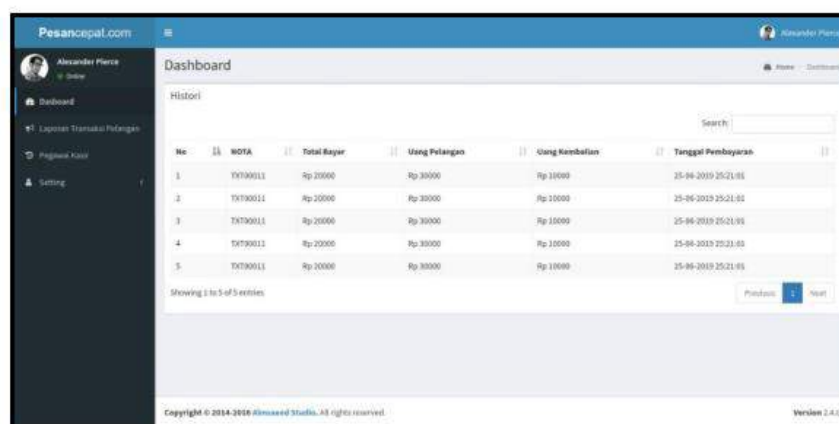 Pesancepat.com
Alexander Pierce
Alexander Pierce
Online
Dashboard
Home Dashboard
Dasboard
Laporan Transaksi Pelangan
Pegawai Kasir
Setting
Histori
Search:
No NOTA Total Bayar Uang Pelangan Uang Kembalian Tanggal Pembayaran
1 TXT00011 Rp 20000 Rp 30000 Rp 10000 25-06-2019 25:21:01
2 TXT00011 Rp 20000 Rp 30000 Rp 10000 25-06-2019 25:21:01
3 TXT00011 Rp 20000 Rp 30000 Rp 10000 25-06-2019 25:21:01
4 TXT00011 Rp 20000 Rp 30000 Rp 10000 25-06-2019 25:21:01
5 TXT00011 Rp 20000 Rp 30000 Rp 10000 25-06-2019 25:21:01
Showing 1 to 5 of 5 entries
Previous 1 Next
Copyright © 2014-2016 Almsaeed Studio. All rights reserved.
Version